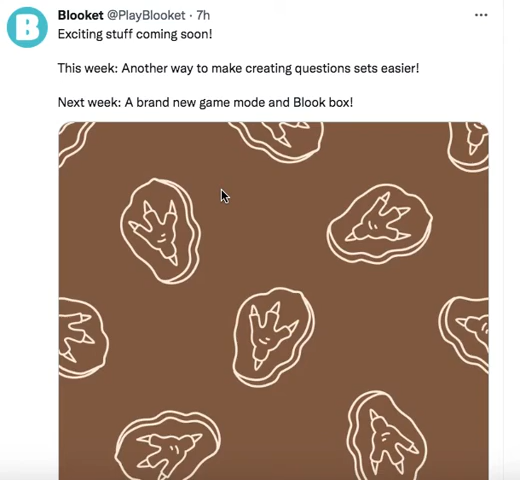 Blooket @PlayBlooket · 7h
Exciting stuff coming soon!
This week: Another way to make creating questions sets easier!
Next week: A brand new game mode and Blook box!
B